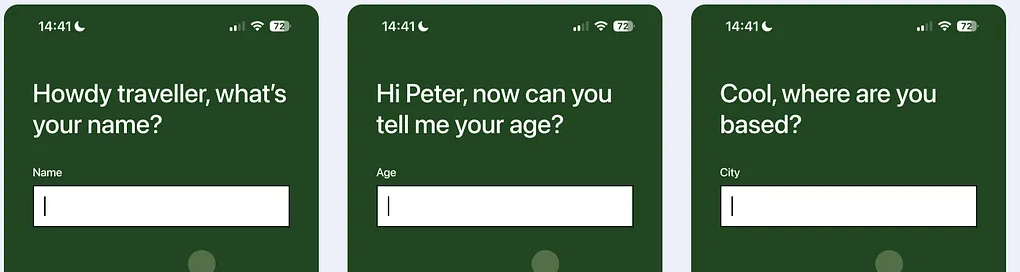 14:41
72
Howdy traveller, what's
your name?
Name
14:41
72
Hi Peter, now can you
tell me your age?
Age
14:41
72
Cool, where are you
based?
City